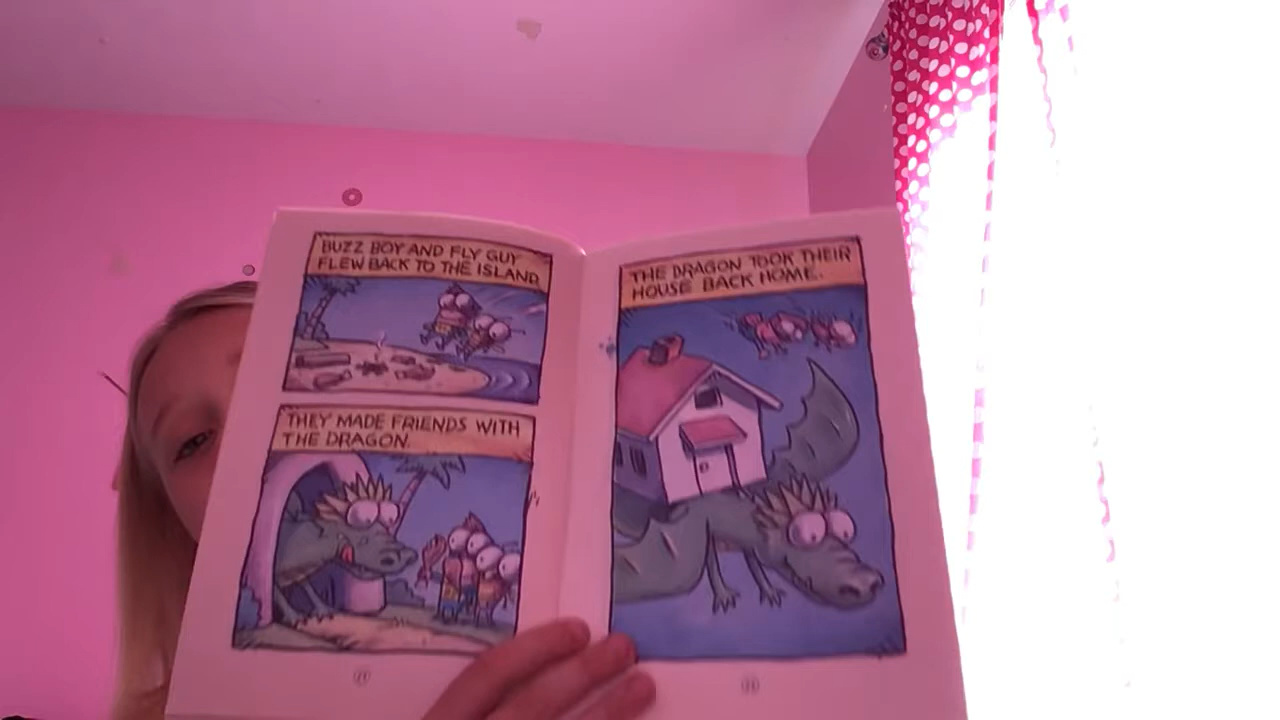 BUZZ BOY AND FLY GUY
FLEW BACK TO THE ISLAND.
THEY MADE FRIENDS WITH
THE DRAGON.
THE DRAGON TOOK THEIR
HOUSE BACK HOME.